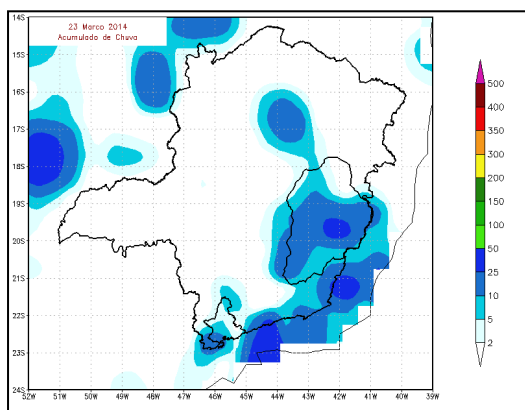 23 Marco 2014
Acumulado de Chuva
14S
15S
16S
17S
18S
19S
20S
21S
22S
23S
24S
52W 51W 50W 49W 48W 47W 46W 45W 44W 43W 42W 41W 40W 39W
500
400
350
300
200
150
100
50
25
10
5
2